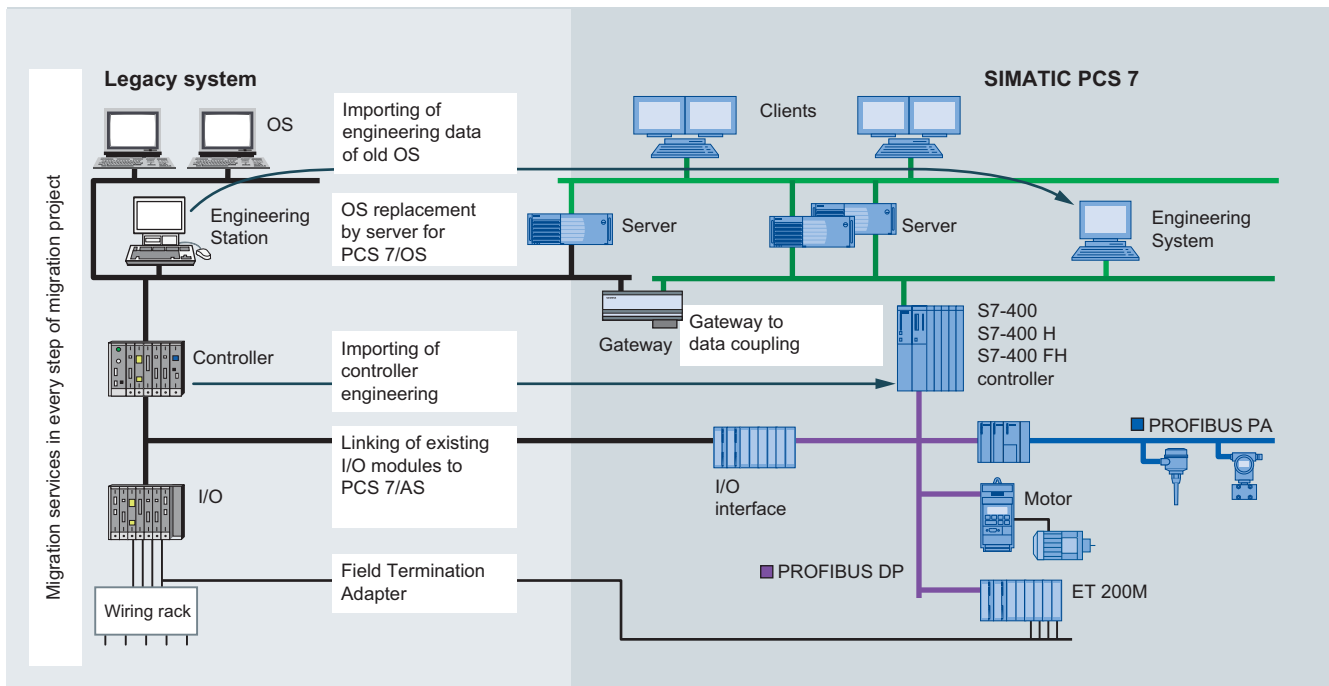 Migration services in every step of migration project
Legacy system
SIMATIC PCS 7
OS
Importing of
engineering data
of old OS
Clients
Engineering
Station
OS replacement
by server for
PCS 7/OS
Server
Server
Engineering
System
Gateway
Gateway to
data coupling
S7-400
S7-400 H
S7-400 FH
controller
Controller
Importing of
controller
engineering
Linking of existing
I/O modules to
PCS 7/AS
PROFIBUS PA
I/O
I/O
interface
Motor
Field Termination
Adapter
PROFIBUS DP
ET 200M
Wiring rack